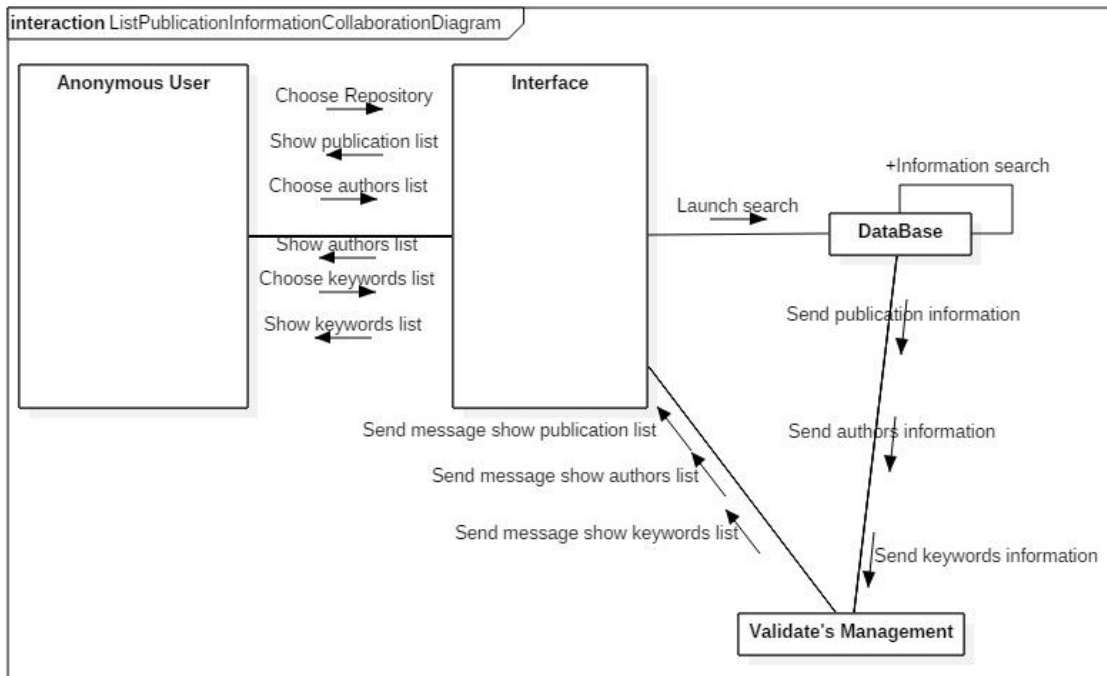 interaction ListPublicationInformationCollaborationDiagram
Anonymous User
Interface
Choose Repository
Show publication list
Choose authors list
Show authors list
Choose keywords list
Show keywords list
+Information search
Launch search
DataBase
Send publication information
Send authors information
Send keywords information
Send message show publication list
Send message show authors list
Send message show keywords list
Validate's Management